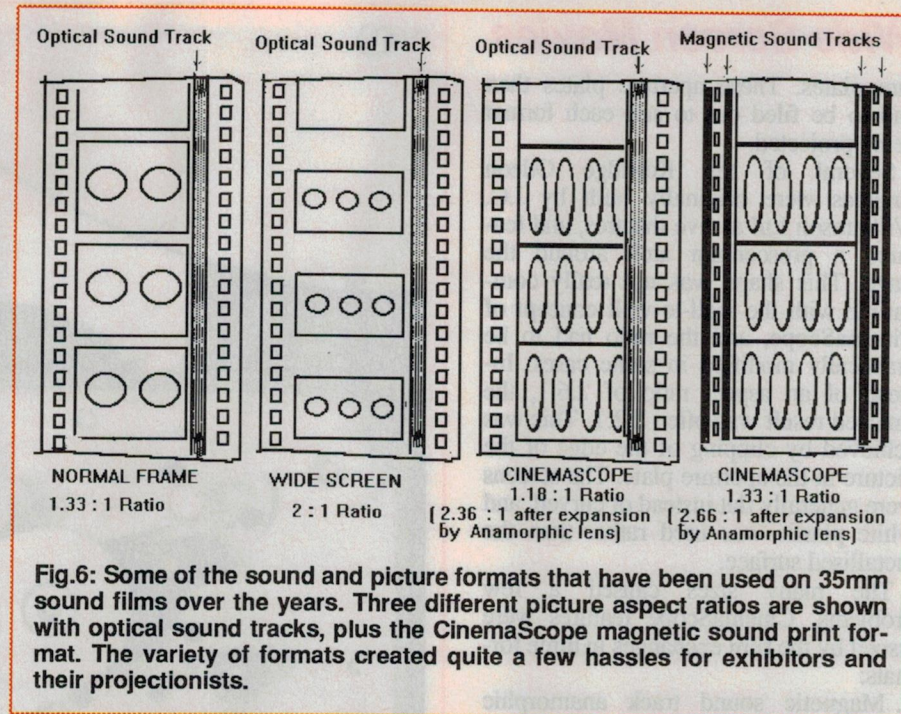 Optical Sound Track
Optical Sound Track
Optical Sound Track
Magnetic Sound Tracks
NORMAL FRAME
1.33 : 1 Ratio
WIDE SCREEN
2 : 1 Ratio
CINEMASCOPE
1.18 : 1 Ratio
( 2.36 : 1 after expansion
by Anamorphic lens)
CINEMASCOPE
1.33 : 1 Ratio
( 2.66 : 1 after expansion
by Anamorphic lens)
Fig.6: Some of the sound and picture formats that have been used on 35mm
sound films over the years. Three different picture aspect ratios are shown
with optical sound tracks, plus the CinemaScope magnetic sound print for-
mat. The variety of formats created quite a few hassles for exhibitors and
their projectionists.